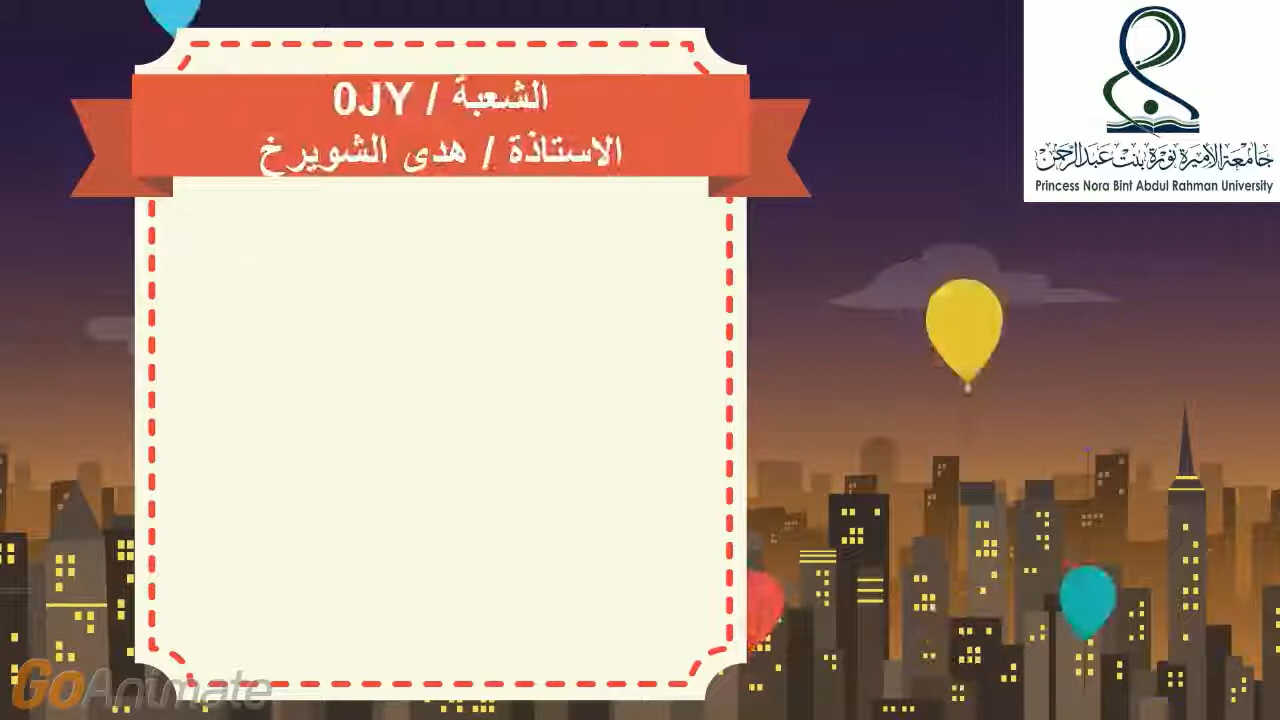 الشعبة / 0JY
الاستاذة / هدى الشويرخ
جامعة الأميرة نورة بنت عبدالرحمن
Princess Nora Bint Abdul Rahman University
GoAnimate